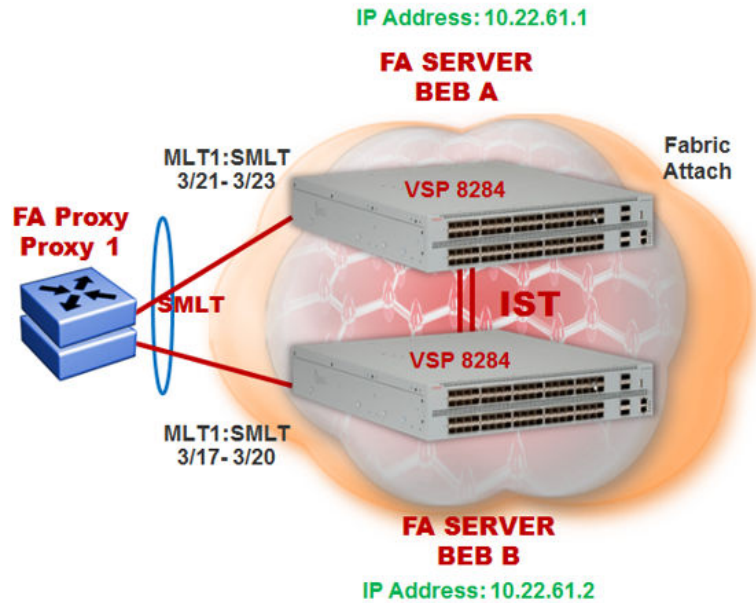 IP Address: 10.22.61.1
FA SERVER
BEB A
MLT1:SMLT
3/21- 3/23
Fabric
Attach
VSP 8284
FA Proxy
Proxy 1
SMLT
IST
VSP 8284
MLT1:SMLT
3/17- 3/20
FA SERVER
BEB B
IP Address: 10.22.61.2